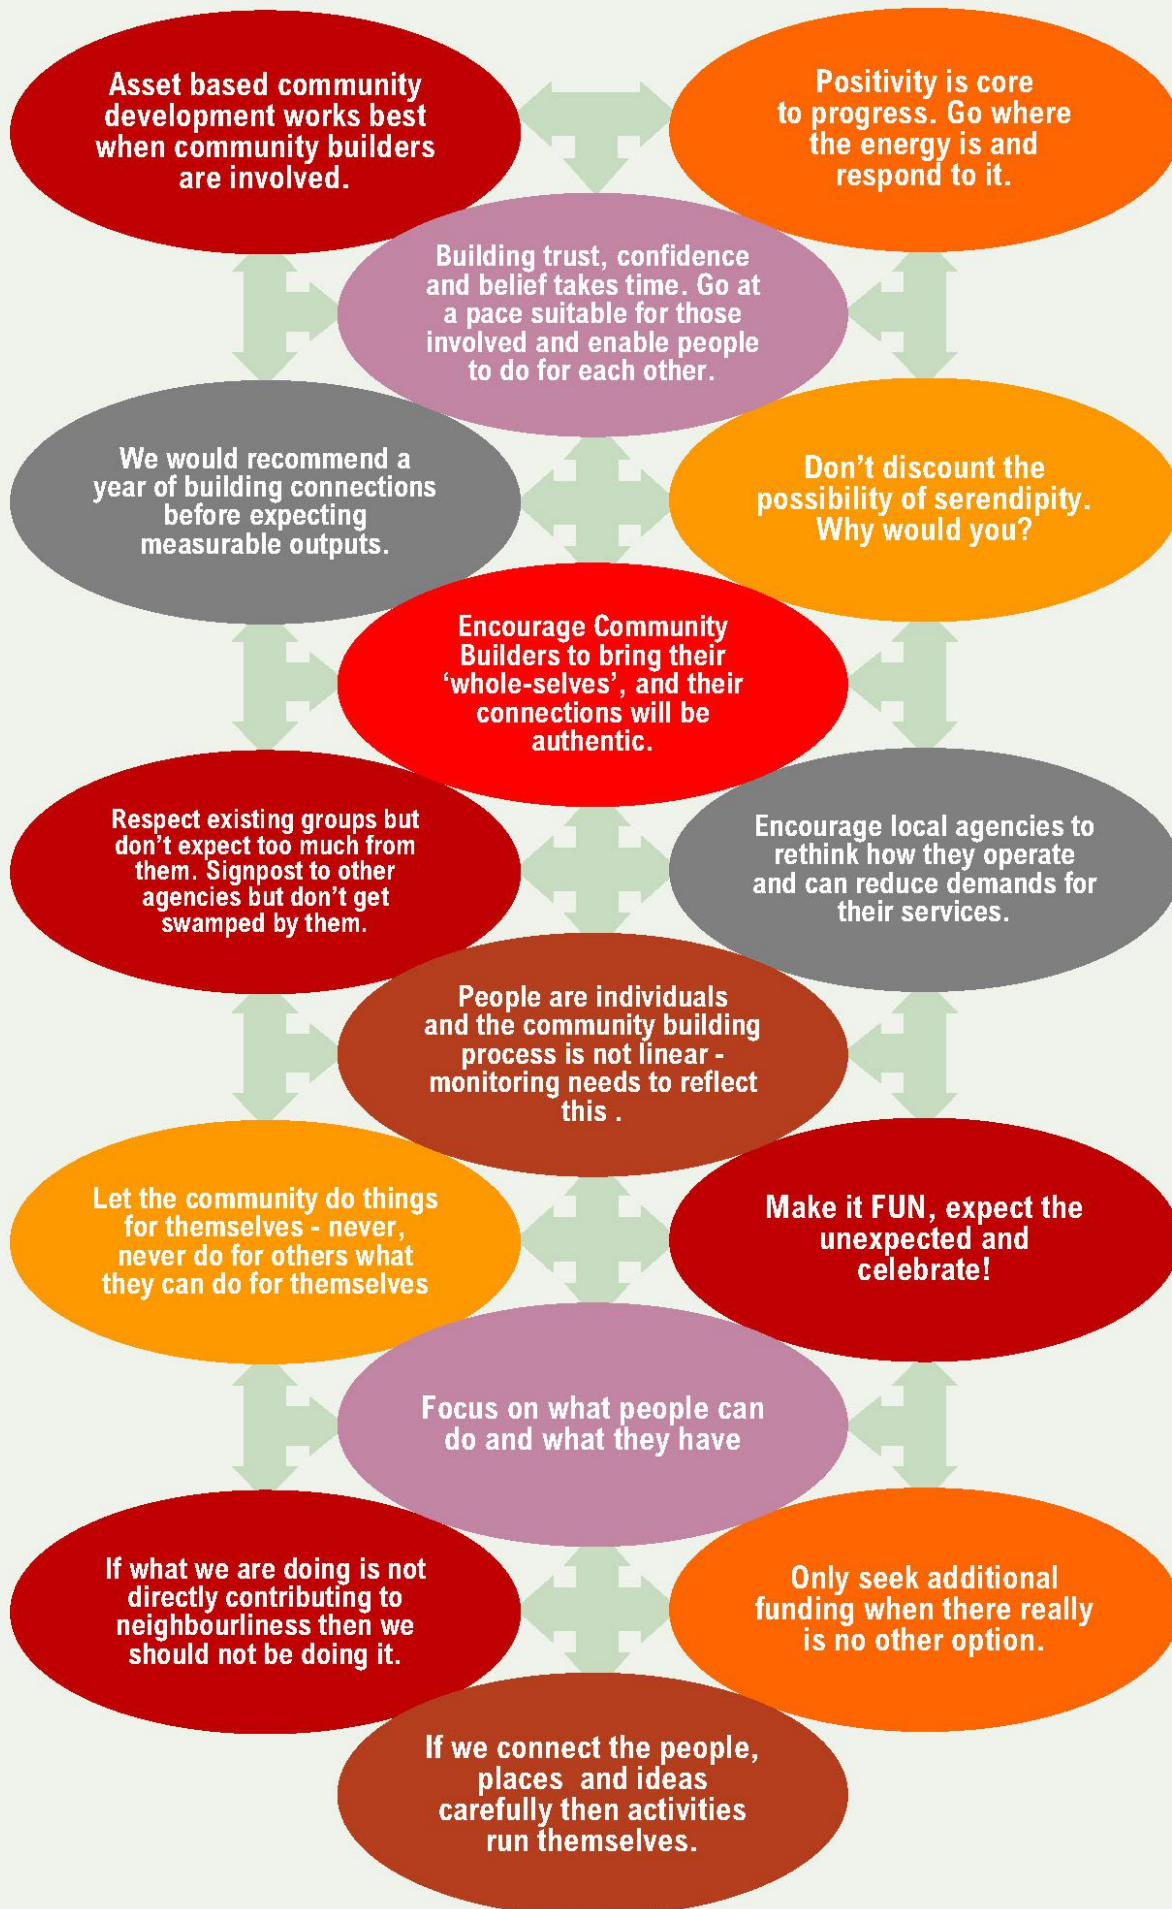 Asset based community
development works best
when community builders
are involved.
Positivity is core
to progress. Go where
the energy is and
respond to it.
Building trust, confidence
and belief takes time. Go at
a pace suitable for those
involved and enable people
to do for each other.
We would recommend a
year of building connections
before expecting
measurable outputs.
Don’t discount the
possibility of serendipity.
Why would you?
Encourage Community
Builders to bring their
‘whole-selves’, and their
connections will be
authentic.
Respect existing groups but
don’t expect too much from
them. Signpost to other
agencies but don’t get
swamped by them.
Encourage local agencies to
rethink how they operate
and can reduce demands for
their services.
People are individuals
and the community building
process is not linear -
monitoring needs to reflect
this .
Let the community do things
for themselves - never,
never do for others what
they can do for themselves
Make it FUN, expect the
unexpected and
celebrate!
Focus on what people can
do and what they have
If what we are doing is not
directly contributing to
neighbourliness then we
should not be doing it.
Only seek additional
funding when there really
is no other option.
If we connect the people,
places  and ideas
carefully then activities
run themselves.